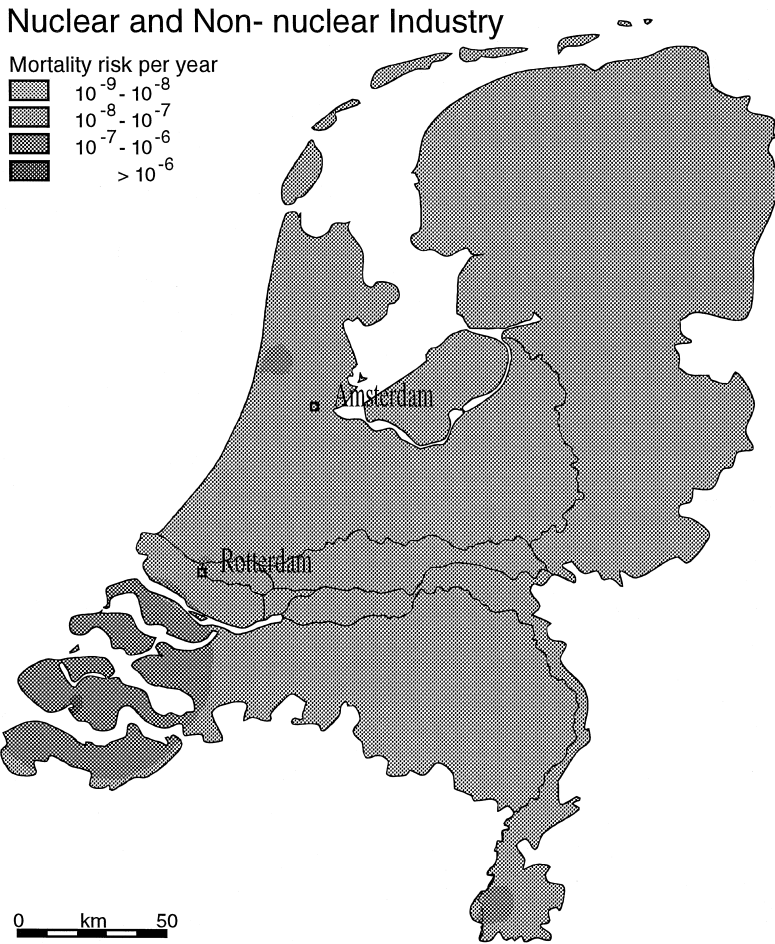 Nuclear and Non- nuclear Industry
Mortality risk per year
10⁻⁹ - 10⁻⁸
10⁻⁸ - 10⁻⁷
10⁻⁷ - 10⁻⁶
> 10⁻⁶
Amsterdam
Rotterdam
0 km 50